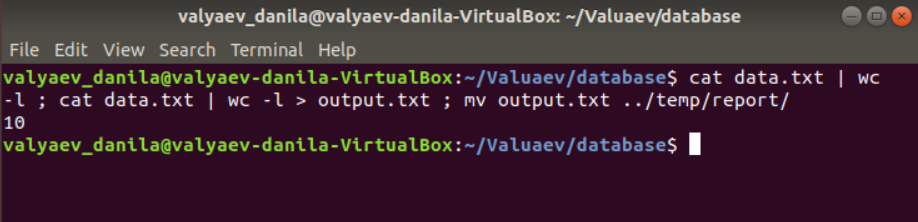 valyaev_danila@valyaev-danila-VirtualBox: ~/Valuaev/database
File Edit View Search Terminal Help
valyaev_danila@valyaev-danila-VirtualBox:~/Valuaev/database$ cat data.txt | wc
-l ; cat data.txt | wc -l > output.txt ; mv output.txt ../temp/report/
10
valyaev_danila@valyaev-danila-VirtualBox:~/Valuaev/database$